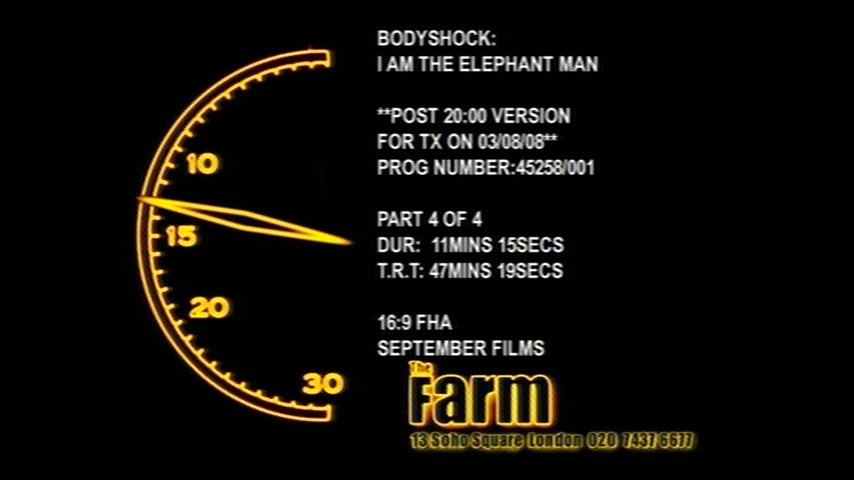 BODYSHOCK:
I AM THE ELEPHANT MAN
**POST 20:00 VERSION
FOR TX ON 03/08/08**
PROG NUMBER:45258/001
PART 4 OF 4
DUR: 11MINS 15SECS
T.R.T: 47MINS 19SECS
16:9 FHA
SEPTEMBER FILMS
The
Farm
13 Soho Square London 020 7437 6677
10
15
20
30